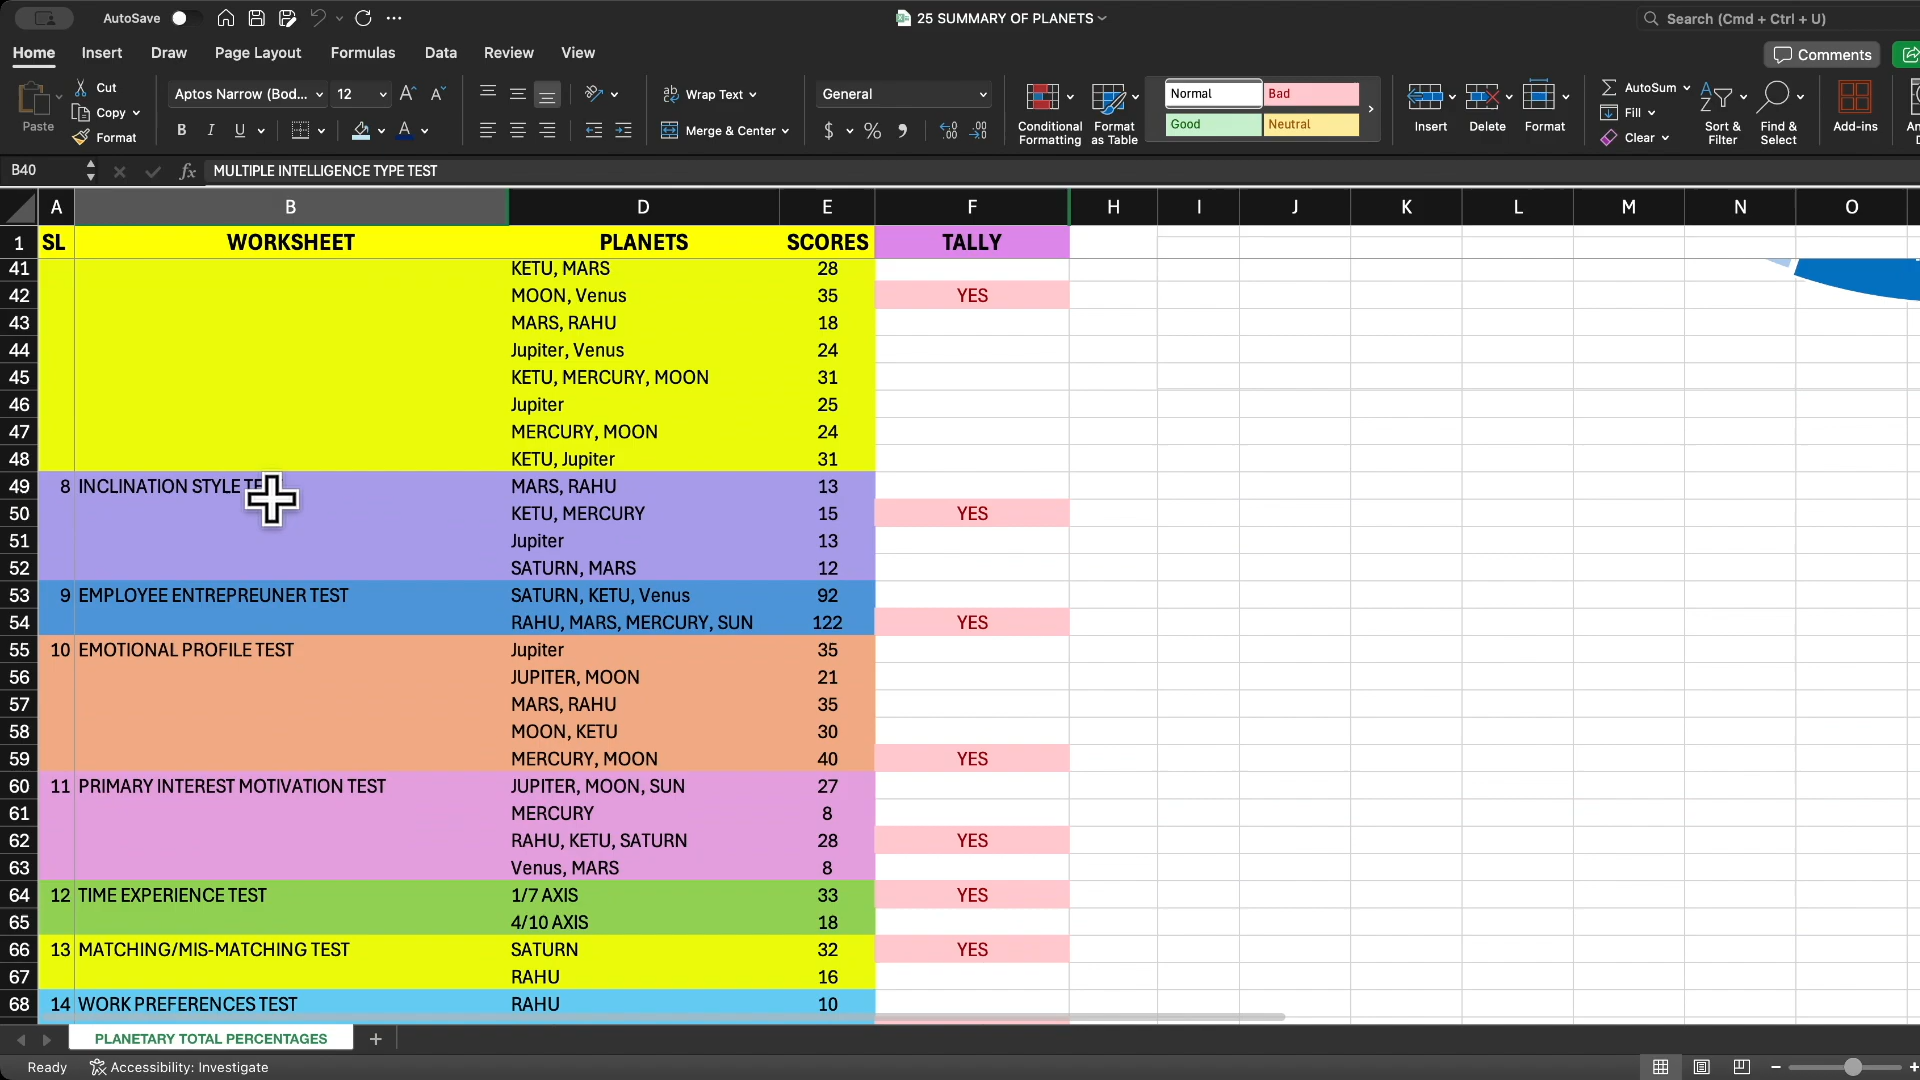 AutoSave
25 SUMMARY OF PLANETS
Search (Cmd + Ctrl + U)
Home Insert Draw Page Layout Formulas Data Review View
Comments
Paste
Cut
Copy
Format
Aptos Narrow (Bod... 12
B I U
Wrap Text
Merge & Center
General
$ % 9
Conditional Formatting
Format as Table
Normal Bad
Good Neutral
Insert Delete Format
AutoSum
Fill
Clear
Sort & Filter
Find & Select
Add-ins
B40 fx MULTIPLE INTELLIGENCE TYPE TEST
A B D E F H I J K L M N O
1 SL WORKSHEET PLANETS SCORES TALLY
41 KETU, MARS 28
42 MOON, Venus 35 YES
43 MARS, RAHU 18
44 Jupiter, Venus 24
45 KETU, MERCURY, MOON 31
46 Jupiter 25
47 MERCURY, MOON 24
48 KETU, Jupiter 31
49 8 INCLINATION STYLE MARS, RAHU 13
50 KETU, MERCURY 15 YES
51 Jupiter 13
52 SATURN, MARS 12
53 9 EMPLOYEE ENTREPREUNER TEST SATURN, KETU, Venus 92
54 RAHU, MARS, MERCURY, SUN 122 YES
55 10 EMOTIONAL PROFILE TEST Jupiter 35
56 JUPITER, MOON 21
57 MARS, RAHU 35
58 MOON, KETU 30
59 MERCURY, MOON 40 YES
60 11 PRIMARY INTEREST MOTIVATION TEST JUPITER, MOON, SUN 27
61 MERCURY 8
62 RAHU, KETU, SATURN 28 YES
63 Venus, MARS 8
64 12 TIME EXPERIENCE TEST 1/7 AXIS 33 YES
65 4/10 AXIS 18
66 13 MATCHING/MIS-MATCHING TEST SATURN 32 YES
67 RAHU 16
68 14 WORK PREFERENCES TEST RAHU 10
PLANETARY TOTAL PERCENTAGES
Ready Accessibility: Investigate